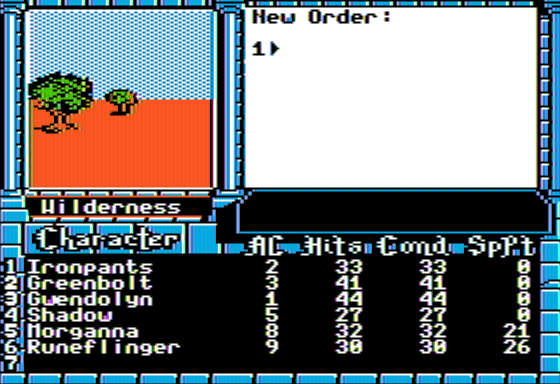 New Order:
1▸
Wilderness
Character AC Hits Cond SpPt
1 Ironpants 2 33 33 0
2 Greenbolt 3 41 41 0
3 Gwendolyn 1 44 44 0
4 Shadow 5 27 27 0
5 Morganna 8 32 32 21
6 Runeflinger 9 30 30 26
7